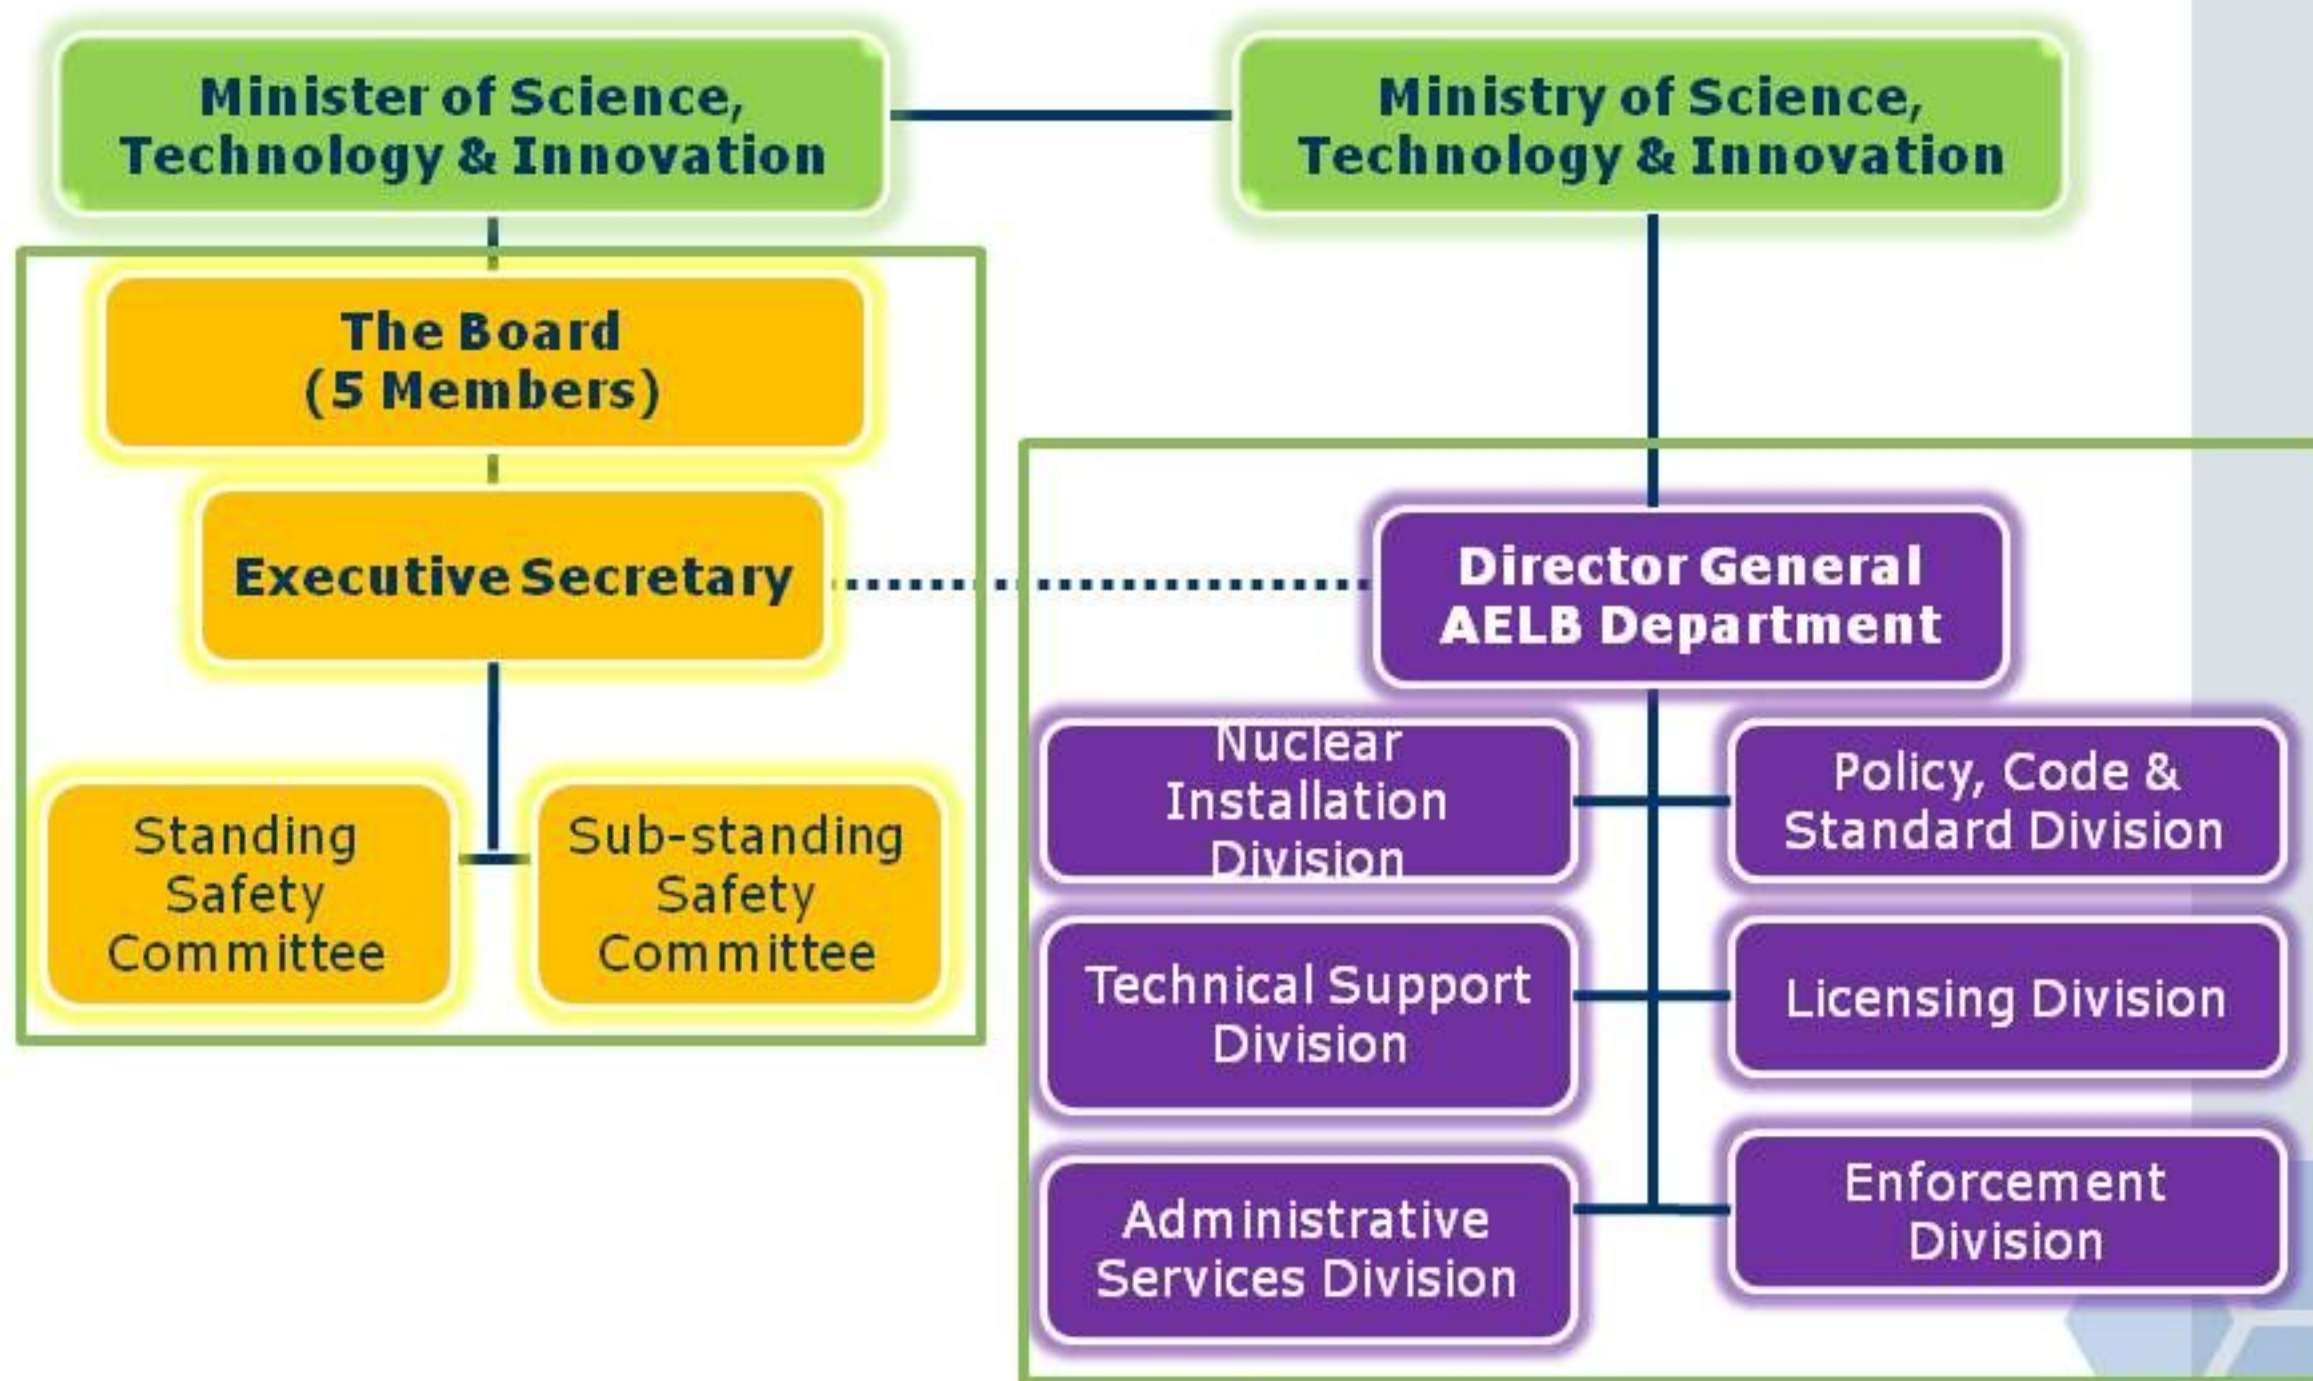 Minister of Science,
Technology & Innovation
Ministry of Science,
Technology & Innovation
The Board
(5 Members)
Executive Secretary
Director General
AELB Department
Standing
Safety
Committee
Sub-standing
Safety
Committee
Nuclear
Installation
Division
Policy, Code &
Standard Division
Technical Support
Division
Licensing Division
Administrative
Services Division
Enforcement
Division